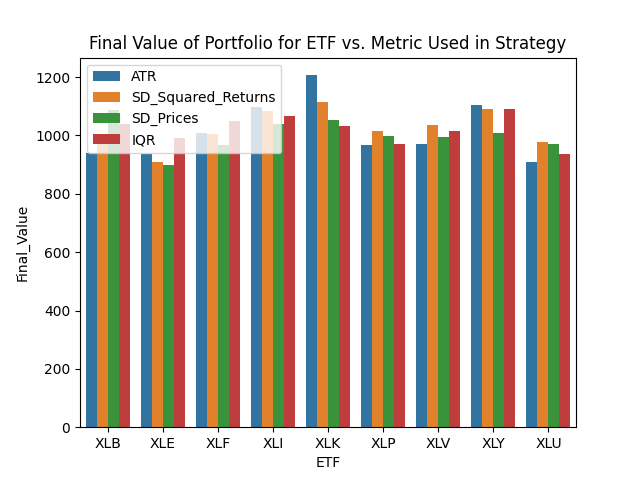 Final Value of Portfolio for ETF vs. Metric Used in Strategy
ATR
SD_Squared_Returns
SD_Prices
IQR
1200
1000
800
600
400
200
0
Final_Value
XLB XLE XLF XLI XLK XLP XLV XLY XLU
ETF